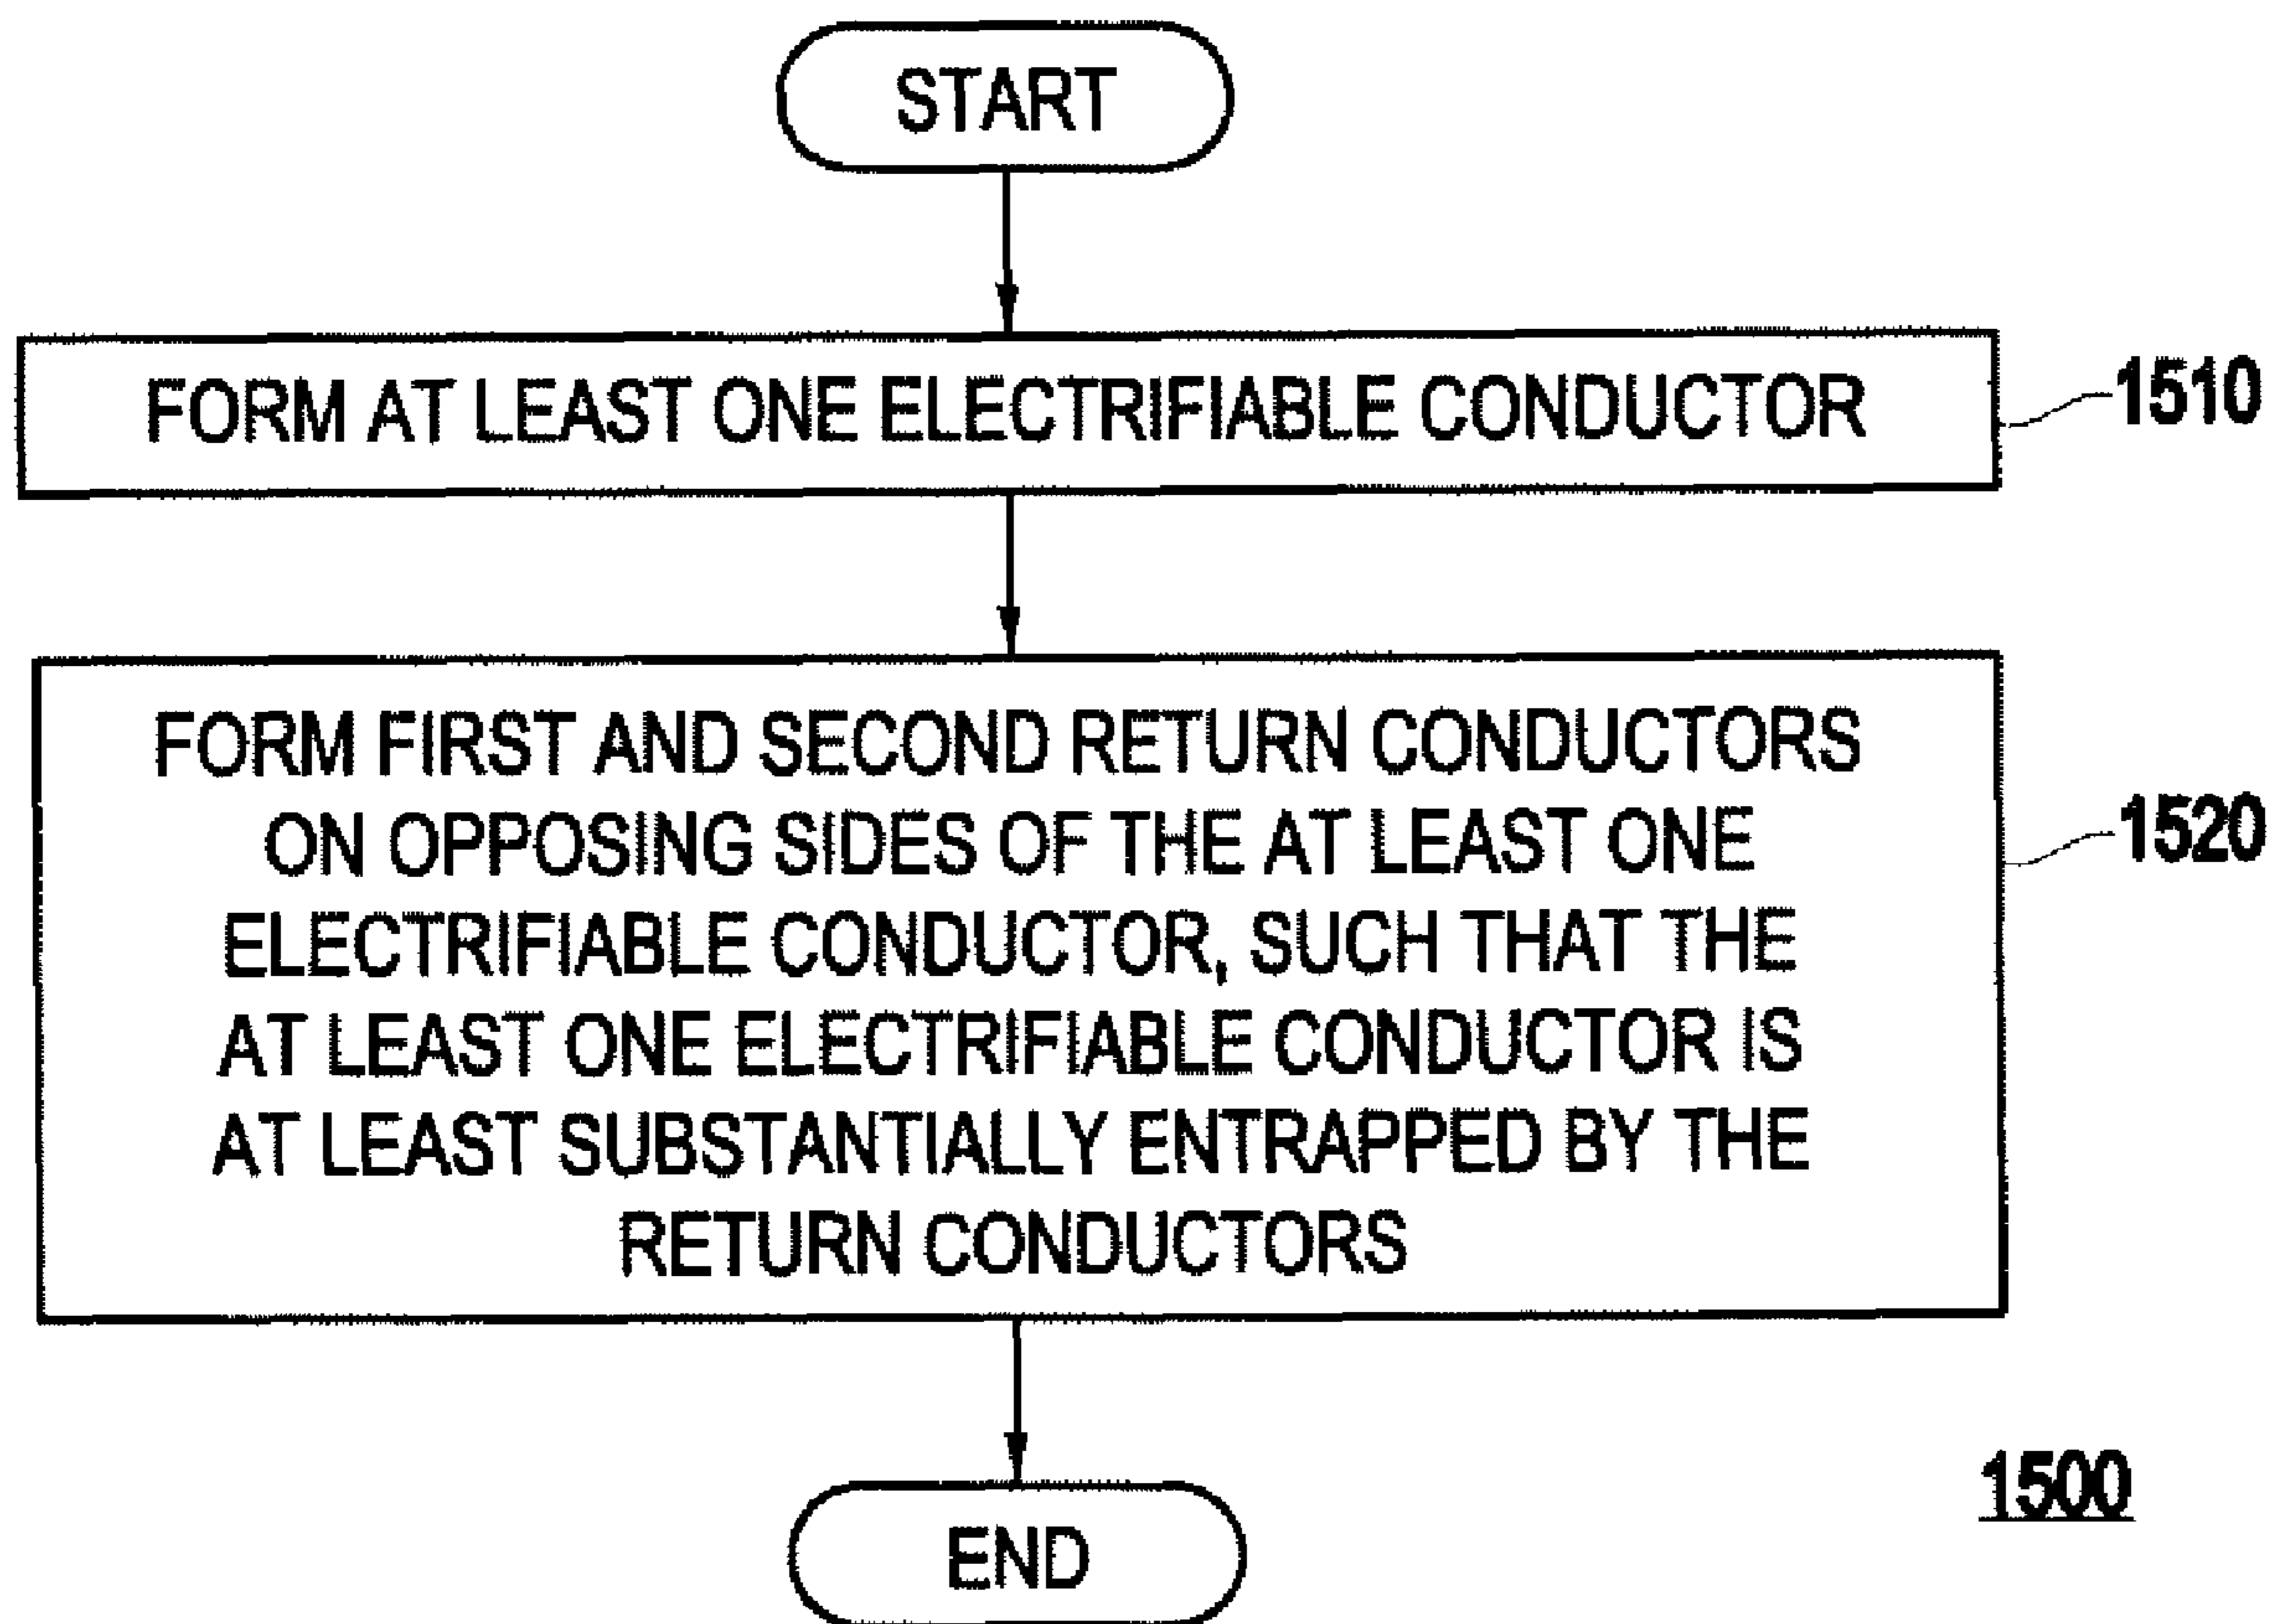 START
FORM AT LEAST ONE ELECTRIFIABLE CONDUCTOR
1510
FORM FIRST AND SECOND RETURN CONDUCTORS
ON OPPOSING SIDES OF THE AT LEAST ONE
ELECTRIFIABLE CONDUCTOR, SUCH THAT THE
AT LEAST ONE ELECTRIFIABLE CONDUCTOR IS
AT LEAST SUBSTANTIALLY ENTRAPPED BY THE
RETURN CONDUCTORS
1520
END
1500